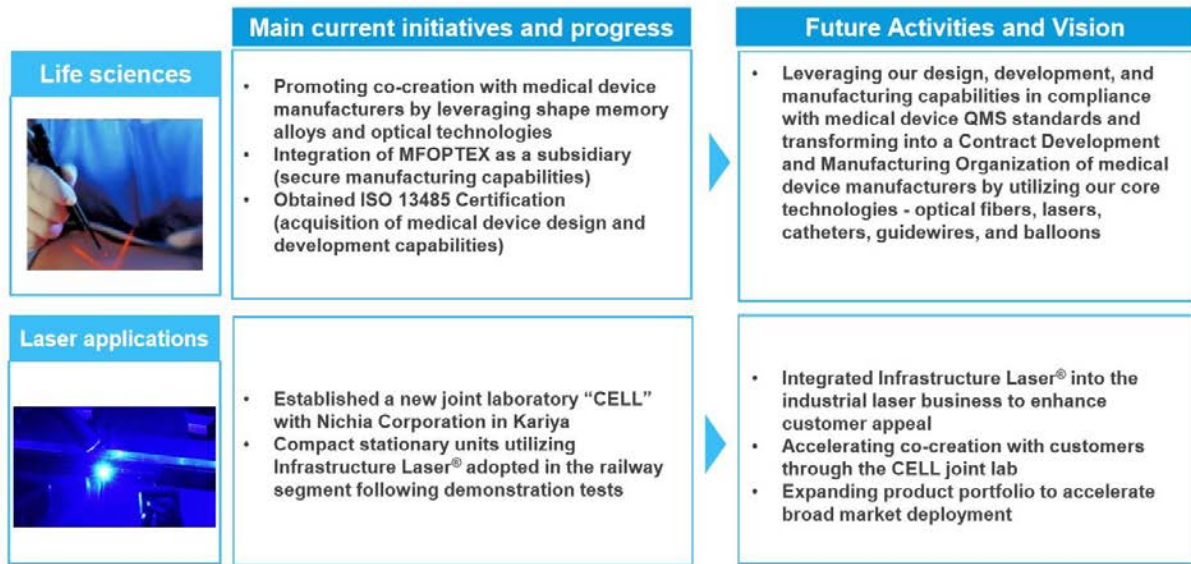 Main current initiatives and progress
Future Activities and Vision
Life sciences
• Promoting co-creation with medical device
manufacturers by leveraging shape memory
alloys and optical technologies
• Integration of MFOPTEX as a subsidiary
(secure manufacturing capabilities)
• Obtained ISO 13485 Certification
(acquisition of medical device design and
development capabilities)
• Leveraging our design, development, and
manufacturing capabilities in compliance
with medical device QMS standards and
transforming into a Contract Development
and Manufacturing Organization of medical
device manufacturers by utilizing our core
technologies - optical fibers, lasers,
catheters, guidewires, and balloons
Laser applications
• Established a new joint laboratory “CELL”
with Nichia Corporation in Kariya
• Compact stationary units utilizing
Infrastructure Laser® adopted in the railway
segment following demonstration tests
• Integrated Infrastructure Laser® into the
industrial laser business to enhance
customer appeal
• Accelerating co-creation with customers
through the CELL joint lab
• Expanding product portfolio to accelerate
broad market deployment